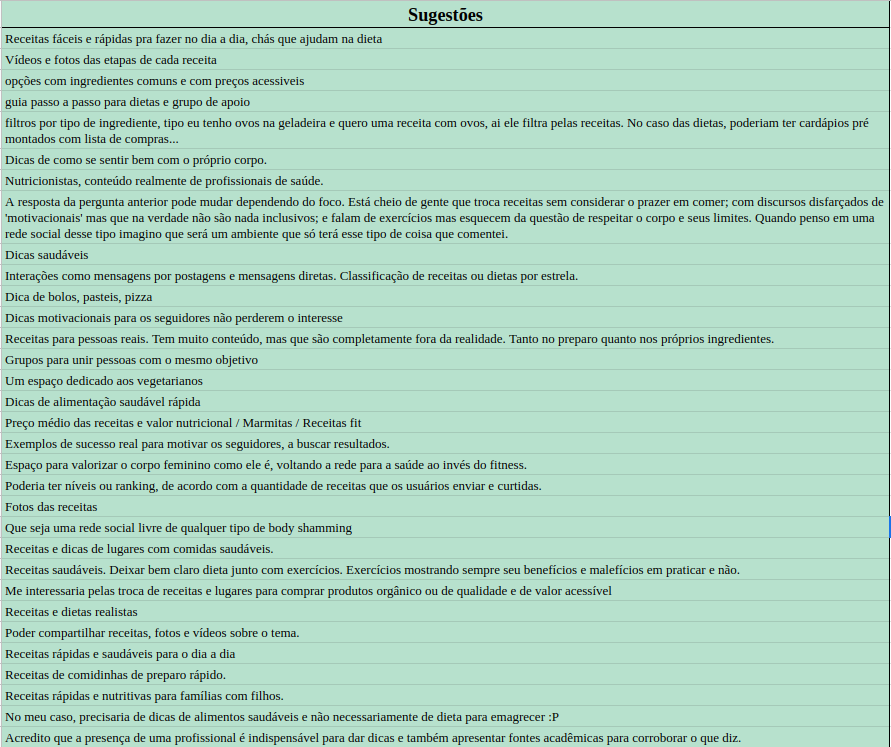 Sugestões
Receitas fáceis e rápidas pra fazer no dia a dia, chás que ajudam na dieta
Vídeos e fotos das etapas de cada receita
opções com ingredientes comuns e com preços acessiveis
guia passo a passo para dietas e grupo de apoio
filtros por tipo de ingrediente, tipo eu tenho ovos na geladeira e quero uma receita com ovos, ai ele filtra pelas receitas. No caso das dietas, poderiam ter cardápios pré
montados com lista de compras...
Dicas de como se sentir bem com o próprio corpo.
Nutricionistas, conteúdo realmente de profissionais de saúde.
A resposta da pergunta anterior pode mudar dependendo do foco. Está cheio de gente que troca receitas sem considerar o prazer em comer; com discursos disfarçados de
'motivacionais' mas que na verdade não são nada inclusivos; e falam de exercícios mas esquecem da questão de respeitar o corpo e seus limites. Quando penso em uma
rede social desse tipo imagino que será um ambiente que só terá esse tipo de coisa que comentei.
Dicas saudáveis
Interações como mensagens por postagens e mensagens diretas. Classificação de receitas ou dietas por estrela.
Dica de bolos, pasteis, pizza
Dicas motivacionais para os seguidores não perderem o interesse
Receitas para pessoas reais. Tem muito conteúdo, mas que são completamente fora da realidade. Tanto no preparo quanto nos próprios ingredientes.
Grupos para unir pessoas com o mesmo objetivo
Um espaço dedicado aos vegetarianos
Dicas de alimentação saudável rápida
Preço médio das receitas e valor nutricional / Marmitas / Receitas fit
Exemplos de sucesso real para motivar os seguidores, a buscar resultados.
Espaço para valorizar o corpo feminino como ele é, voltando a rede para a saúde ao invés do fitness.
Poderia ter níveis ou ranking, de acordo com a quantidade de receitas que os usuários enviar e curtidas.
Fotos das receitas
Que seja uma rede social livre de qualquer tipo de body shamming
Receitas e dicas de lugares com comidas saudáveis.
Receitas saudáveis. Deixar bem claro dieta junto com exercícios. Exercícios mostrando sempre seu benefícios e malefícios em praticar e não.
Me interessaria pelas troca de receitas e lugares para comprar produtos orgânico ou de qualidade e de valor acessível
Receitas e dietas realistas
Poder compartilhar receitas, fotos e vídeos sobre o tema.
Receitas rápidas e saudáveis para o dia a dia
Receitas de comidinhas de preparo rápido.
Receitas rápidas e nutritivas para famílias com filhos.
No meu caso, precisaria de dicas de alimentos saudáveis e não necessariamente de dieta para emagrecer :P
Acredito que a presença de uma profissional é indispensável para dar dicas e também apresentar fontes acadêmicas para corroborar o que diz.